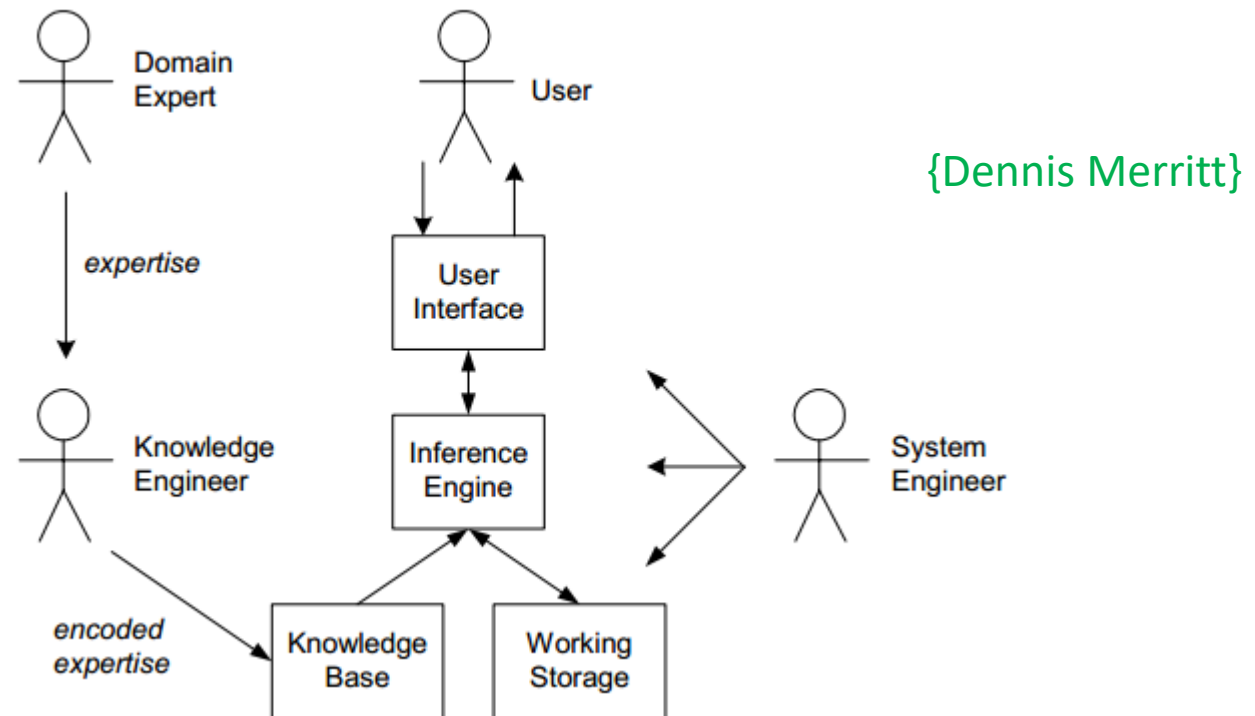 Domain
Expert
User
{Dennis Merritt}
expertise
User
Interface
Knowledge
Engineer
Inference
Engine
System
Engineer
encoded
expertise
Knowledge
Base
Working
Storage